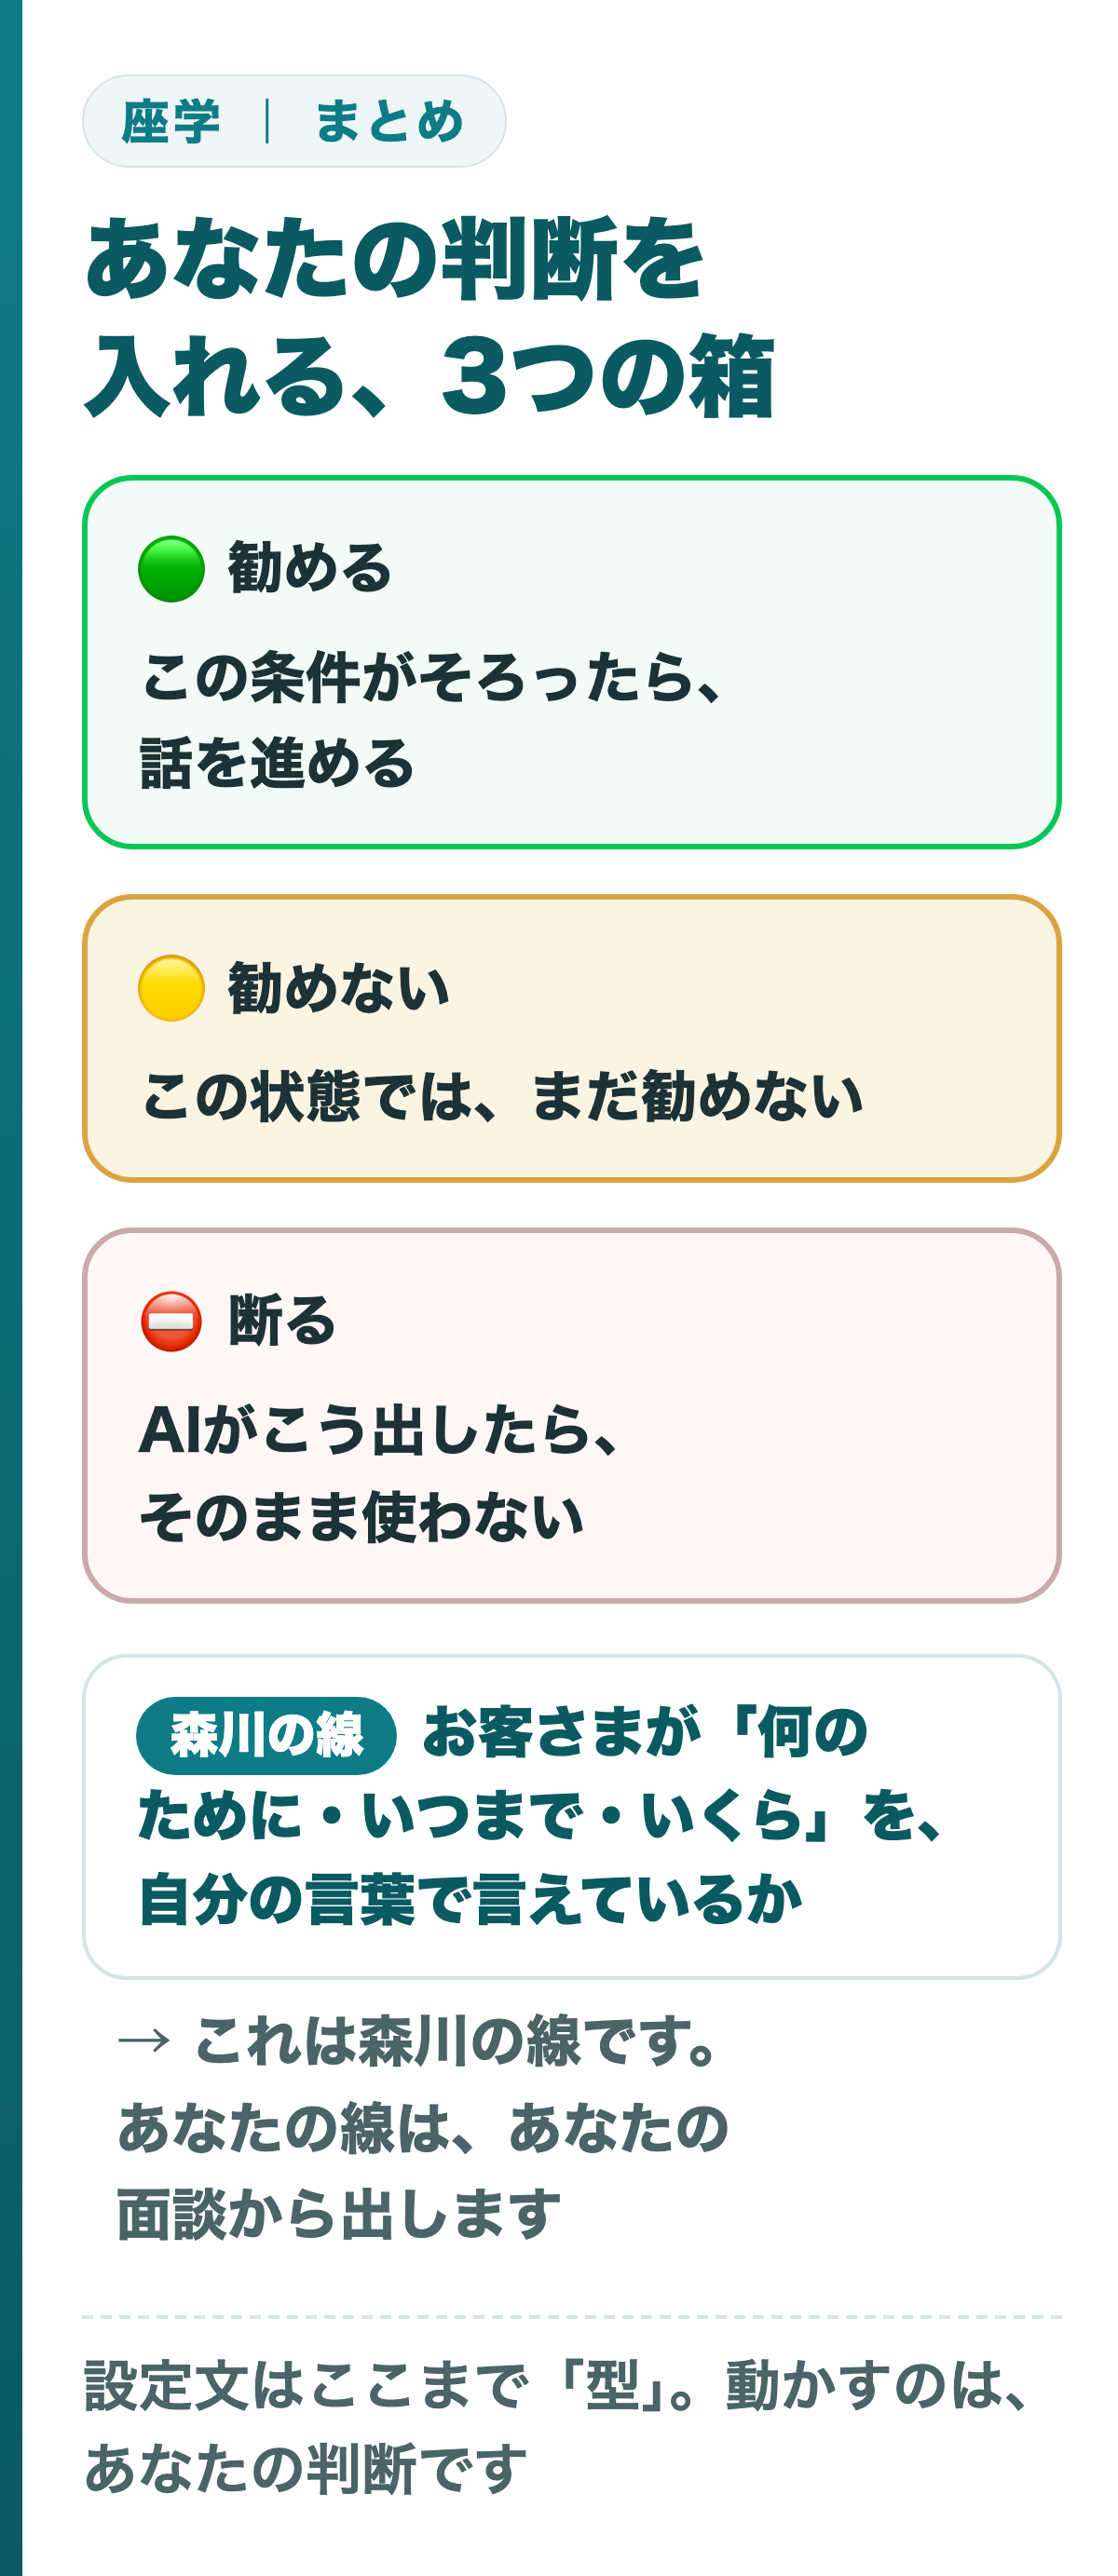 座学 ｜ まとめ
あなたの判断を
入れる、3つの箱
🟢 勧める
この条件がそろったら、
話を進める
🟡 勧めない
この状態では、まだ勧めない
⛔ 断る
AIがこう出したら、
そのまま使わない
森川の線 お客さまが「何の
ために・いつまで・いくら」を、
自分の言葉で言えているか
→ これは森川の線です。
あなたの線は、あなたの
面談から出します
設定文はここまで「型」。動かすのは、
あなたの判断です